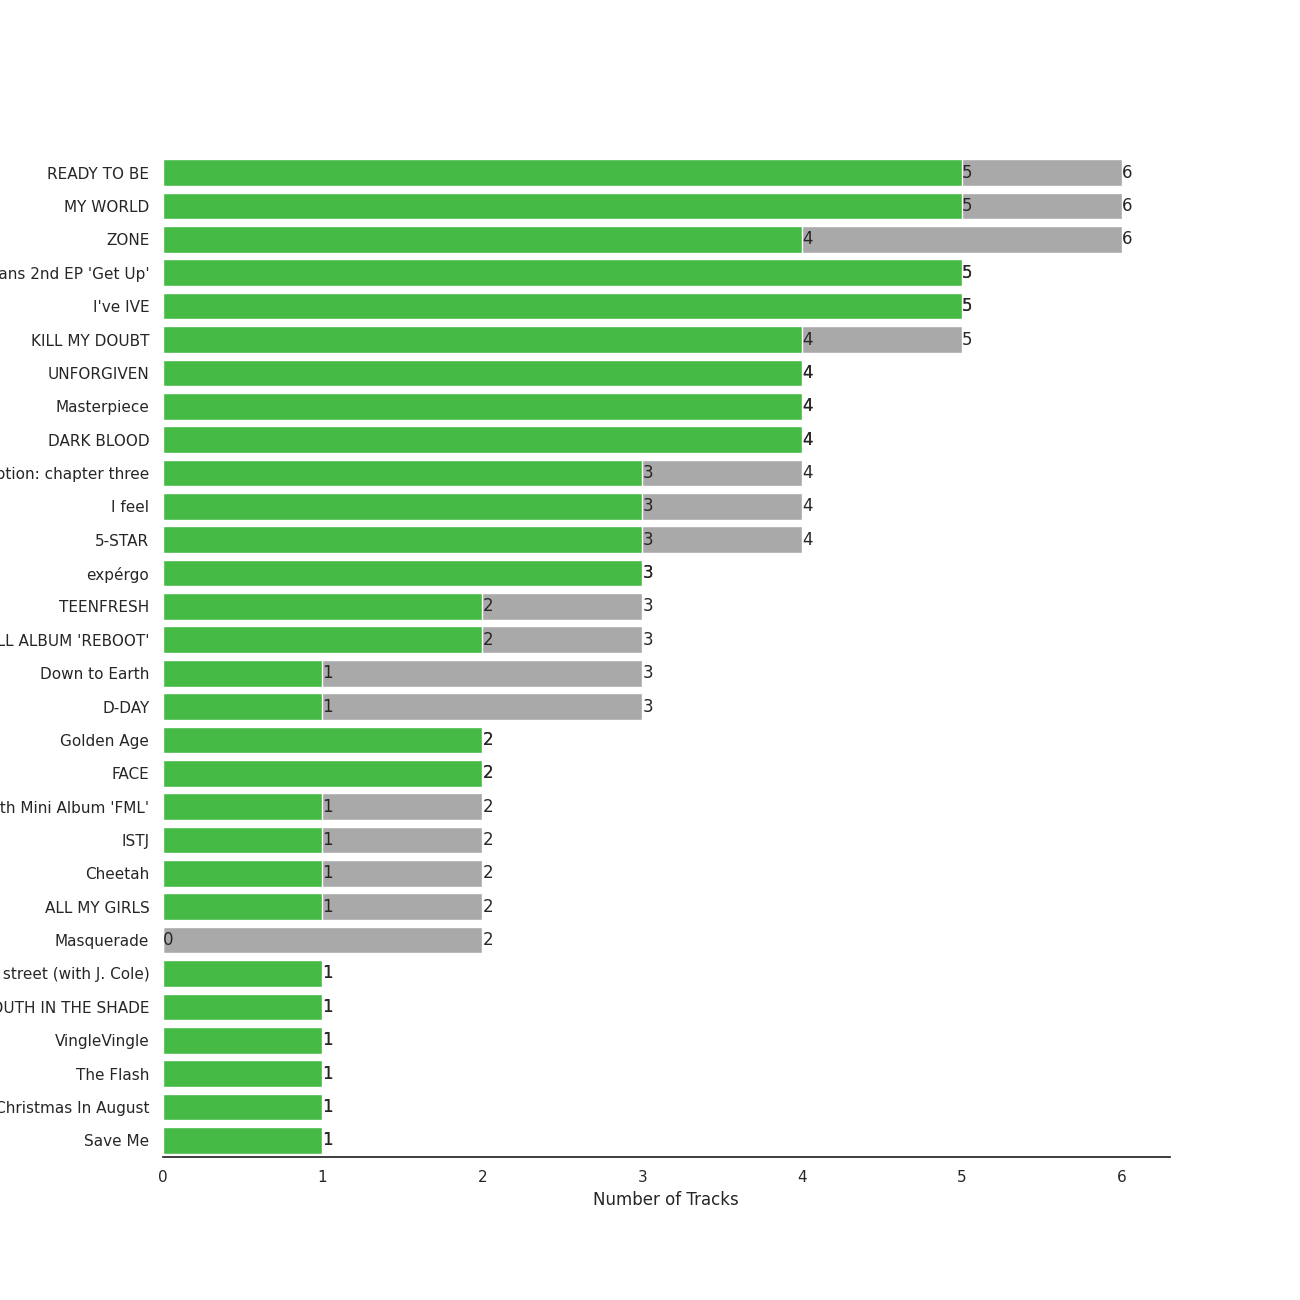 READY TO BE 5 6
MY WORLD 5 6
ZONE 4 6
2nd EP 'Get Up' 5
I've IVE 5
KILL MY DOUBT 4 5
UNFORGIVEN 4
Masterpiece 4
DARK BLOOD 4
: chapter three 3 4
I feel 3 4
5-STAR 3 4
expérgo 3
TEENFRESH 2 3
ALBUM 'REBOOT' 2 3
Down to Earth 1 3
D-DAY 1 3
Golden Age 2
FACE 2
th Mini Album 'FML' 1 2
ISTJ 1 2
Cheetah 1 2
ALL MY GIRLS 1 2
Masquerade 0 2
street (with J. Cole) 1
IN THE SHADE 1
VingleVingle 1
The Flash 1
Christmas In August 1
Save Me 1
0 1 2 3 4 5 6
Number of Tracks